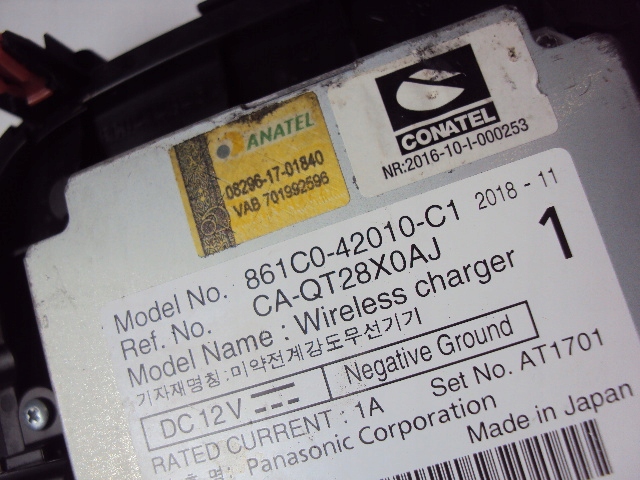 ANATEL
08296-17-01840
VAB 701992596
CONATEL
NR:2016-10-I-000253
Model No. 861C0-42010-C1 2018-11
Ref. No. CA-QT28X0AJ
1
Model Name : Wireless charger
기자재명칭 : 미약전계강도무선기기
DC 12V Negative Ground
RATED CURRENT : 1A Set No. AT1701
Panasonic Corporation
Made in Japan